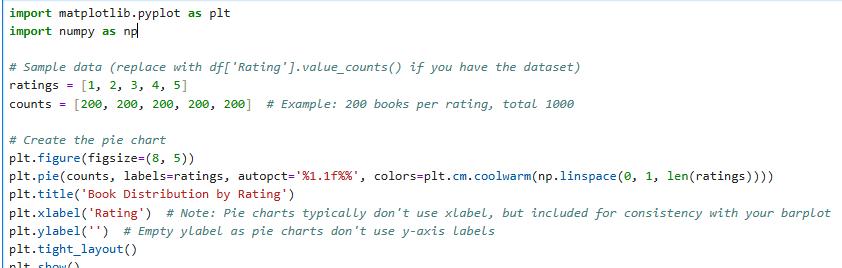 import matplotlib.pyplot as plt
import numpy as np
# Sample data (replace with df['Rating'].value_counts() if you have the dataset)
ratings = [1, 2, 3, 4, 5]
counts = [200, 200, 200, 200, 200]  # Example: 200 books per rating, total 1000
# Create the pie chart
plt.figure(figsize=(8, 5))
plt.pie(counts, labels=ratings, autopct='%1.1f%%', colors=plt.cm.coolwarm(np.linspace(0, 1, len(ratings))))
plt.title('Book Distribution by Rating')
plt.xlabel('Rating')  # Note: Pie charts typically don't use xlabel, but included for consistency with your barplot
plt.ylabel('')  # Empty ylabel as pie charts don't use y-axis labels
plt.tight_layout()
plt.show()